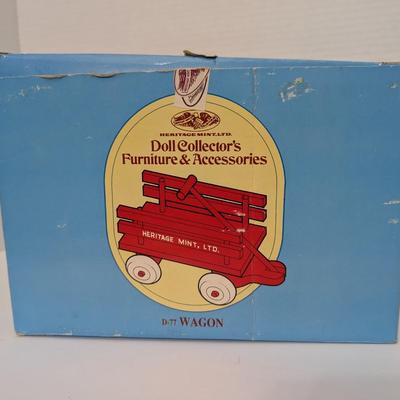 HERITAGE MINT, LTD.
Doll Collector's
Furniture & Accessories
HERITAGE MINT, LTD.
D-77 WAGON